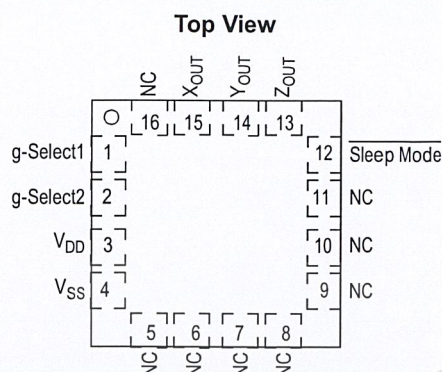 Top View
NC
XOUT
YOUT
ZOUT
16
15
14
13
g-Select1
1
12
Sleep Mode
g-Select2
2
11
NC
VDD
3
10
NC
VSS
4
9
NC
5
6
7
8
NC
NC
NC
NC